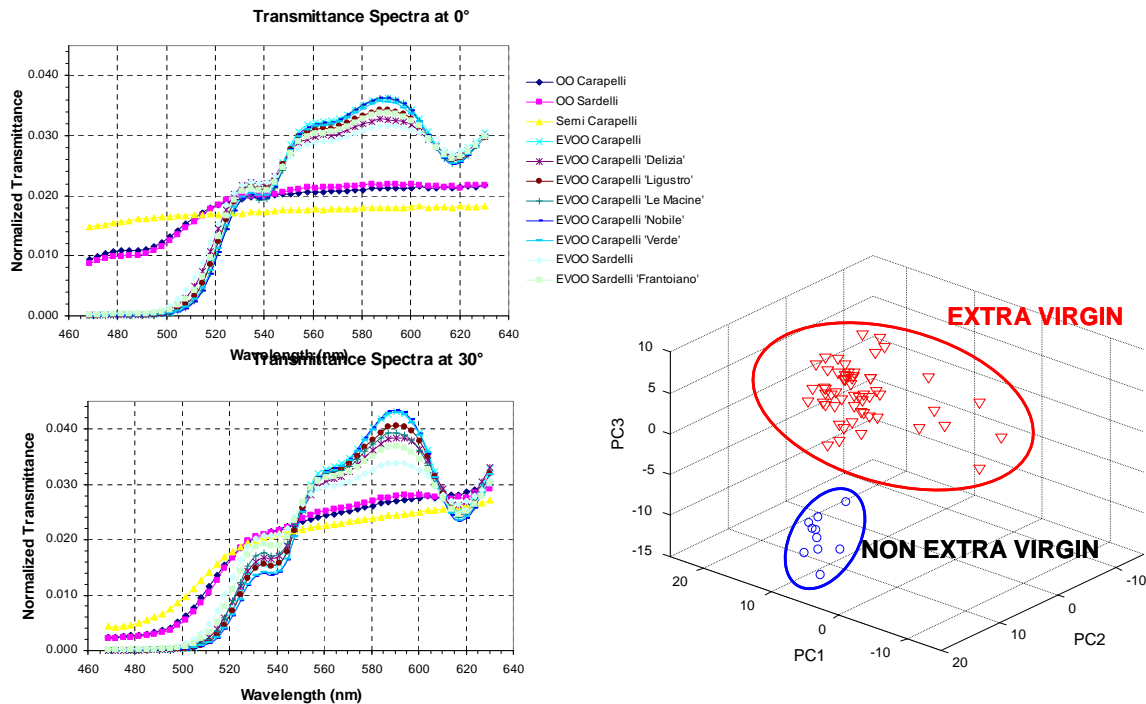 Transmittance Spectra at 0°
Normalized Transmittance
0.040
0.030
0.020
0.010
0.000
460 480 500 520 540 560 580 600 620 640
Wavelength (nm)
OO Carapelli
OO Sardelli
Semi Carapelli
EVOO Carapelli
EVOO Carapelli 'Delizia'
EVOO Carapelli 'Ligustro'
EVOO Carapelli 'Le Macine'
EVOO Carapelli 'Nobile'
EVOO Carapelli 'Verde'
EVOO Sardelli
EVOO Sardelli 'Frantoiano'
Transmittance Spectra at 30°
Normalized Transmittance
0.040
0.030
0.020
0.010
0.000
460 480 500 520 540 560 580 600 620 640
Wavelength (nm)
EXTRA VIRGIN
NON EXTRA VIRGIN
PC3
10
5
0
-5
-10
-15
20
10
0
-10
PC1
20
10
0
-10
PC2